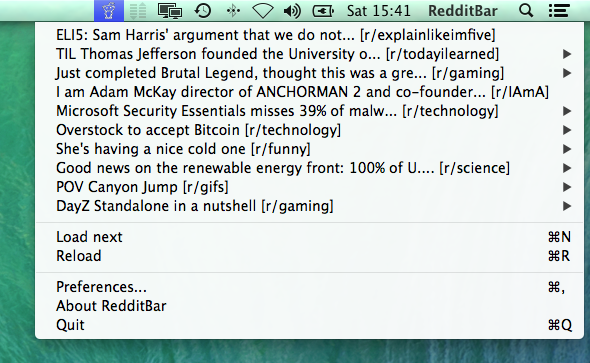 Sat 15:41 RedditBar
ELI5: Sam Harris' argument that we do not... [r/explainlikeimfive]
TIL Thomas Jefferson founded the University o... [r/todayilearned]
Just completed Brutal Legend, thought this was a gre... [r/gaming]
I am Adam McKay director of ANCHORMAN 2 and co-founder... [r/IAmA]
Microsoft Security Essentials misses 39% of malw... [r/technology]
Overstock to accept Bitcoin [r/technology]
She's having a nice cold one [r/funny]
Good news on the renewable energy front: 100% of U.... [r/science]
POV Canyon Jump [r/gifs]
DayZ Standalone in a nutshell [r/gaming]
Load next ⌘N
Reload ⌘R
Preferences... ⌘,
About RedditBar
Quit ⌘Q